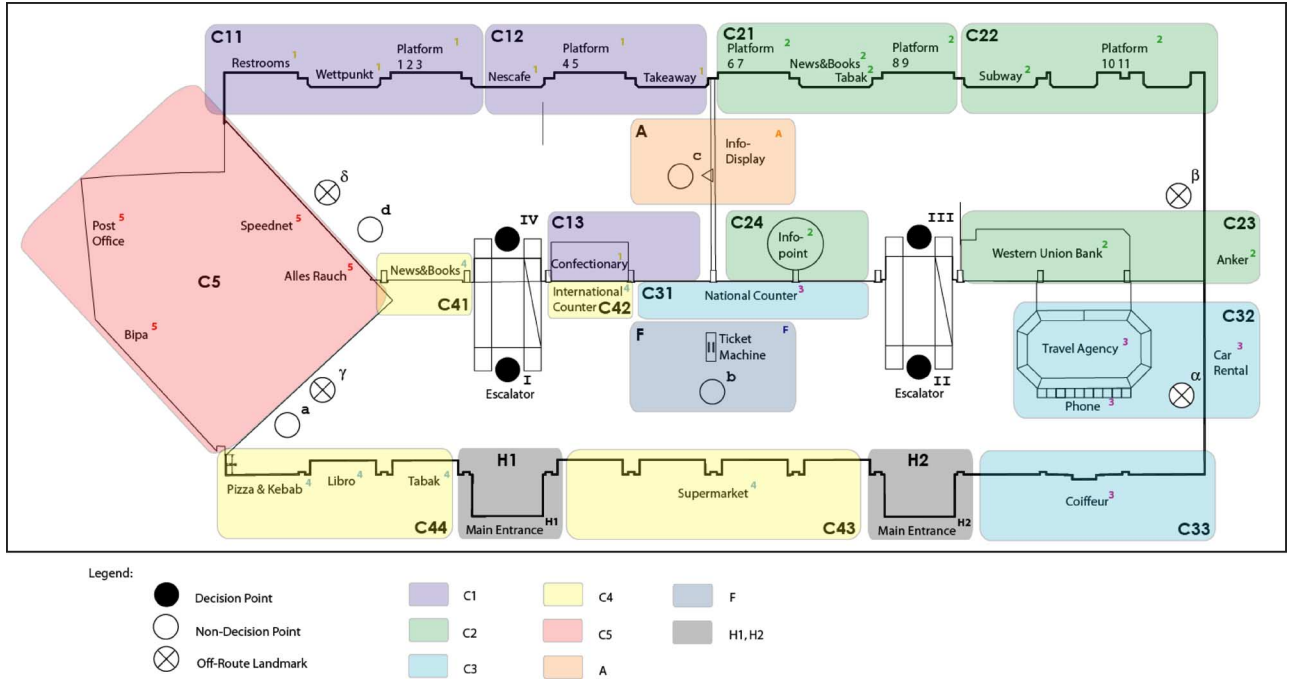 C11
C12
C21
C22
Restrooms 1
Wettpunkt 1
Platform 1
1 2 3
Nescafe 1
Platform
4 5
Takeaway 1
Platform 2
6 7
News&Books 2
Tabak
Platform 2
8 9
Subway 2
Platform 2
10 11
A
A
Info-
Display
c
δ
d
β
C5
Post 5
Office
Speednet 5
Alles Rauch 5
Bipa 5
News&Books 4
C41
IV
I
Escalator
C13
Confectionary 1
International 4
Counter C42
C31
National Counter 3
C24
Info- 2
point
III
II
Escalator
C23
Western Union Bank 2
Anker 2
C32
Travel Agency 3
Car 3
Rental
Phone 3
α
F
F
Ticket
Machine
b
γ
a
Pizza & Kebab 4
Libro 4
Tabak 4
C44
H1
Main Entrance H1
Supermarket 4
C43
H2
Main Entrance H2
Coiffeur 3
C33
Legend:
Decision Point
Non-Decision Point
Off-Route Landmark
C1
C2
C3
C4
C5
A
F
H1, H2